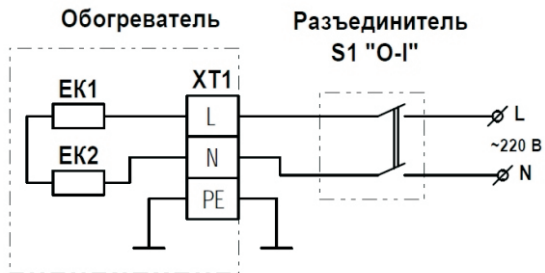 Обогреватель
Разъединитель
S1 "O-I"
EK1
XT1
L
L
~220 В
EK2
N
N
PE